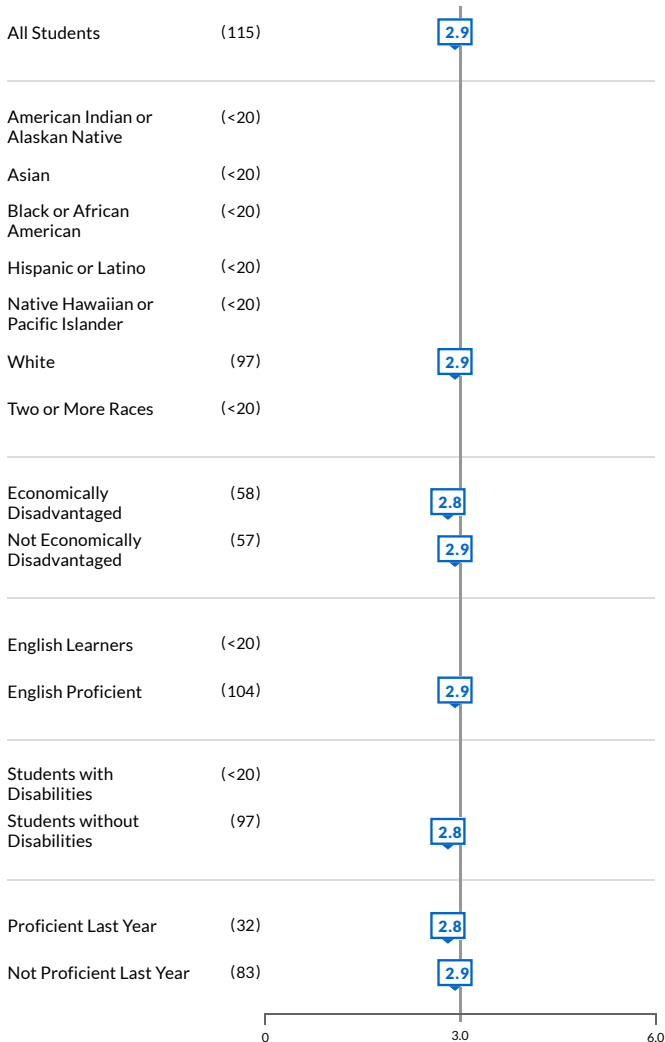 All Students (115) 2.9
American Indian or (<20)
Alaskan Native
Asian (<20)
Black or African (<20)
American
Hispanic or Latino (<20)
Native Hawaiian or (<20)
Pacific Islander
White (97) 2.9
Two or More Races (<20)
Economically (58) 2.8
Disadvantaged
Not Economically (57) 2.9
Disadvantaged
English Learners (<20)
English Proficient (104) 2.9
Students with (<20)
Disabilities
Students without (97) 2.8
Disabilities
Proficient Last Year (32) 2.8
Not Proficient Last Year (83) 2.9
0 3.0 6.0